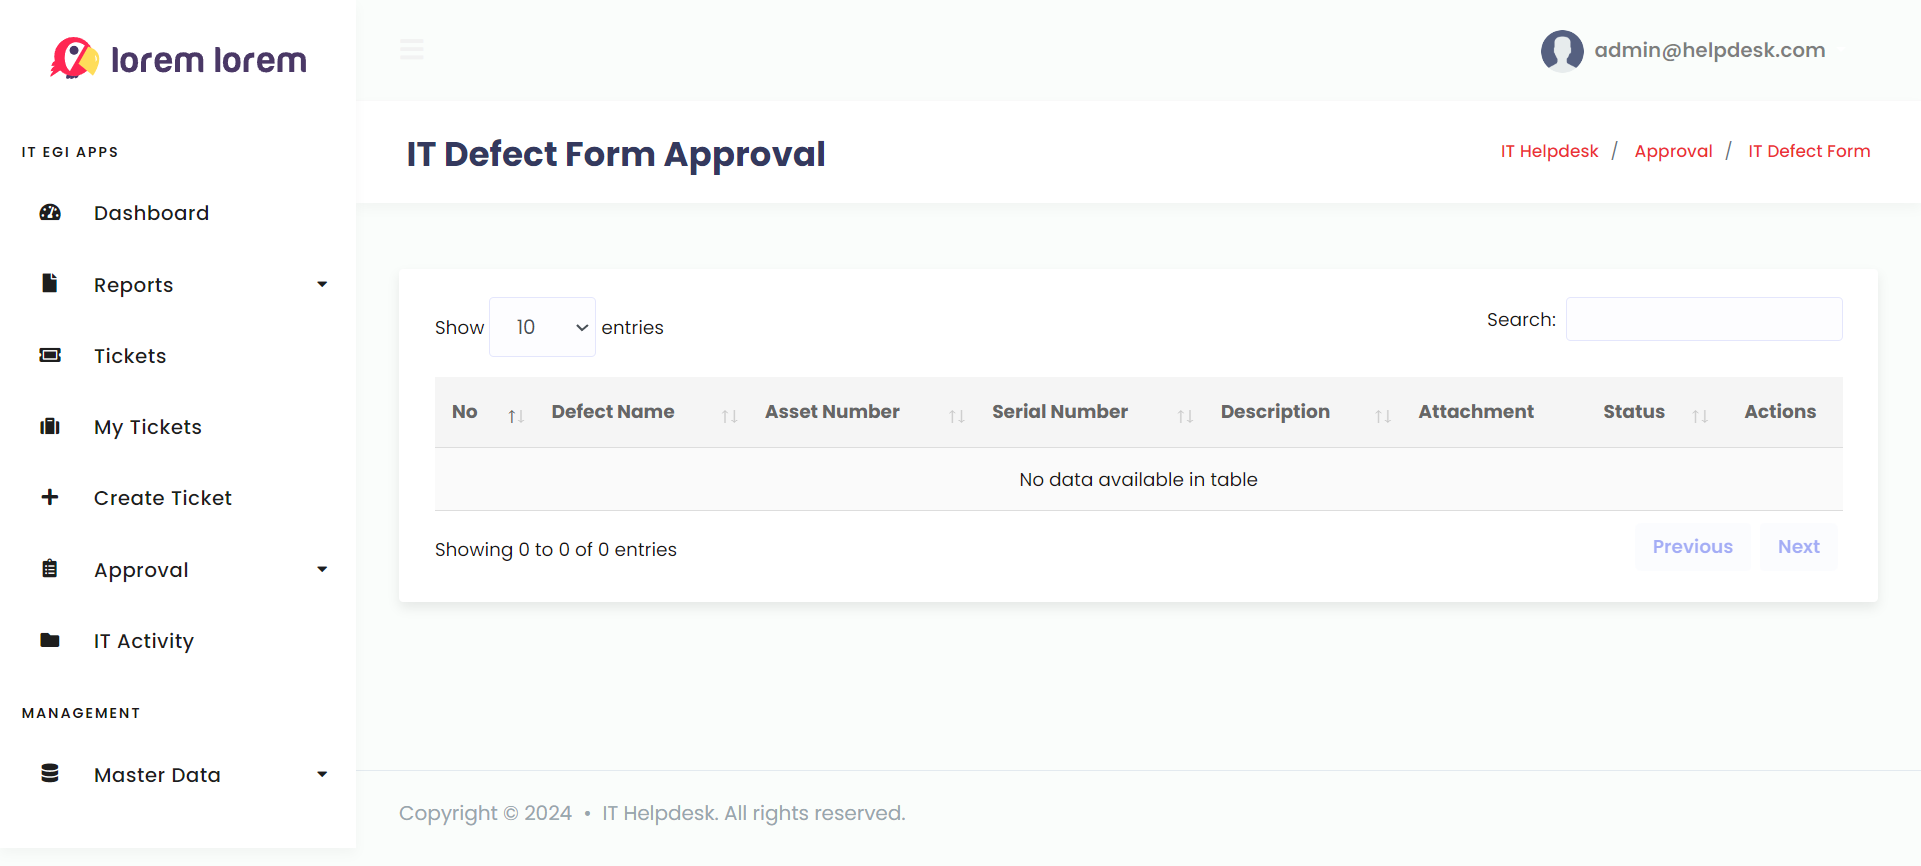 lorem lorem
admin@helpdesk.com
IT EGI APPS
Dashboard
Reports
Tickets
My Tickets
Create Ticket
Approval
IT Activity
MANAGEMENT
Master Data
IT Defect Form Approval
IT Helpdesk / Approval / IT Defect Form
Show 10 entries
Search:
No Defect Name Asset Number Serial Number Description Attachment Status Actions
No data available in table
Showing 0 to 0 of 0 entries
Previous Next
Copyright © 2024 • IT Helpdesk. All rights reserved.